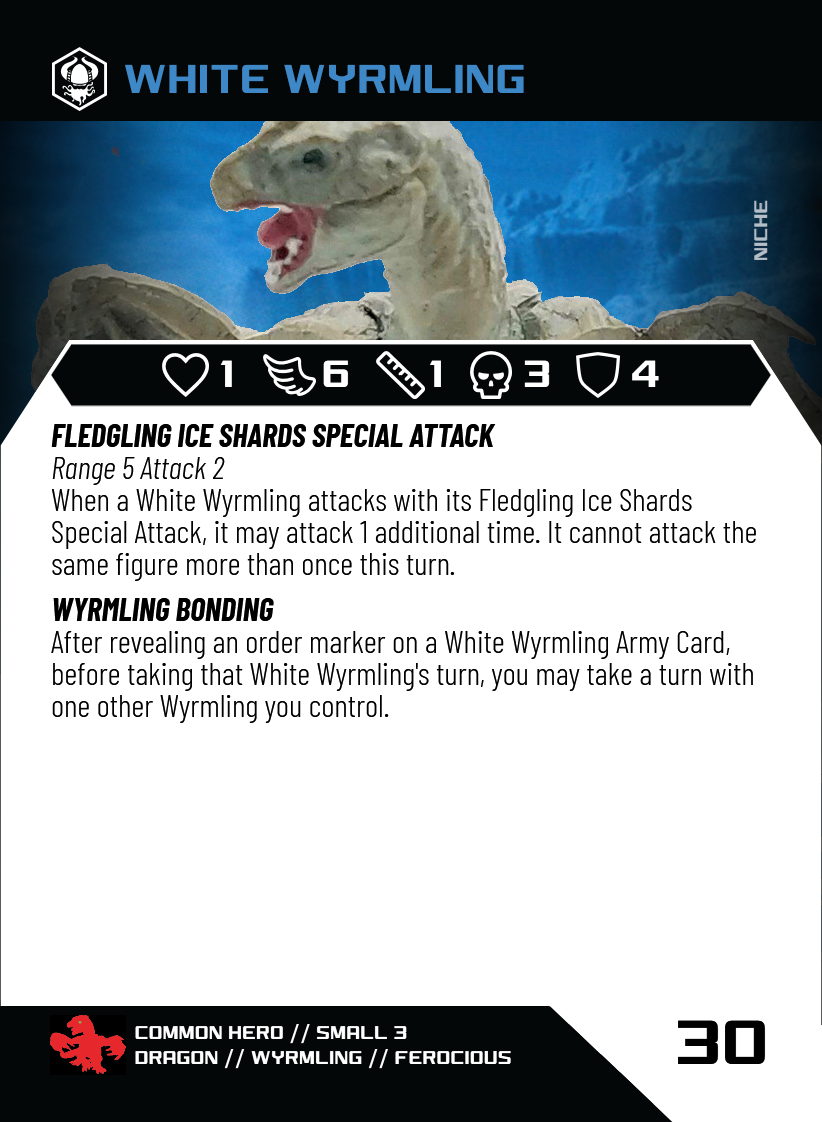 WHITE WYRMLING
NICHE
1 6 1 3 4
FLEDGLING ICE SHARDS SPECIAL ATTACK
Range 5 Attack 2
When a White Wyrmling attacks with its Fledgling Ice Shards
Special Attack, it may attack 1 additional time. It cannot attack the
same figure more than once this turn.
WYRMLING BONDING
After revealing an order marker on a White Wyrmling Army Card,
before taking that White Wyrmling's turn, you may take a turn with
one other Wyrmling you control.
COMMON HERO // SMALL 3
DRAGON // WYRMLING // FEROCIOUS
30